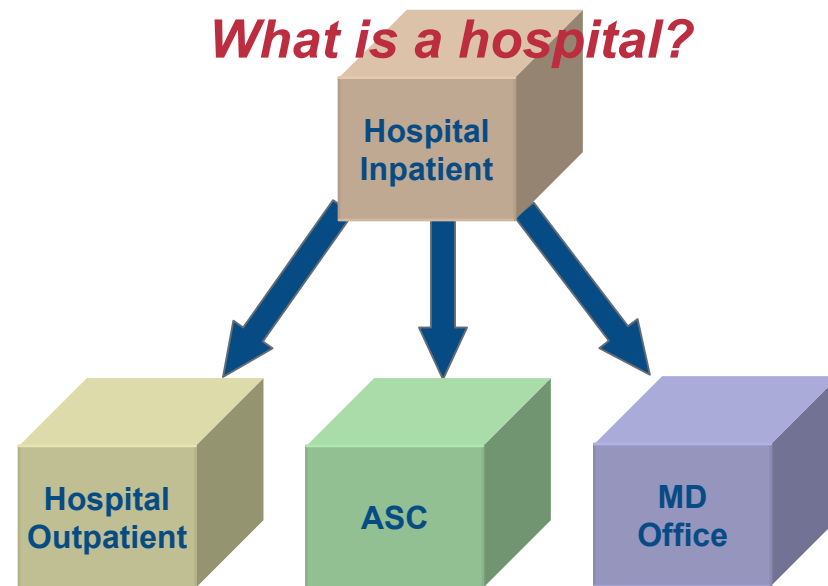 What is a hospital?
Hospital
Inpatient
Hospital
Outpatient
ASC
MD
Office